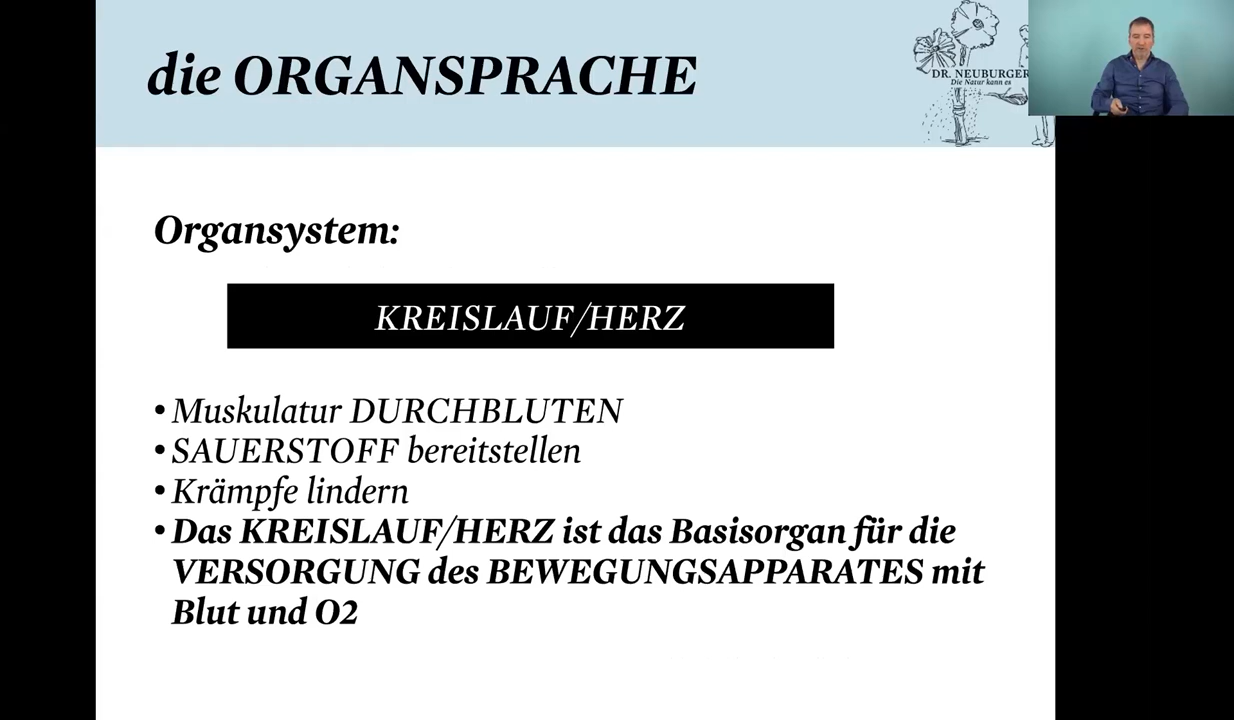 die ORGANSPRACHE
DR. NEUBURGER
Die Natur kann es
Organsystem:
KREISLAUF/HERZ
• Muskulatur DURCHBLUTEN
• SAUERSTOFF bereitstellen
• Krämpfe lindern
• Das KREISLAUF/HERZ ist das Basisorgan für die
VERSORGUNG des BEWEGUNGSAPPARATES mit
Blut und O2